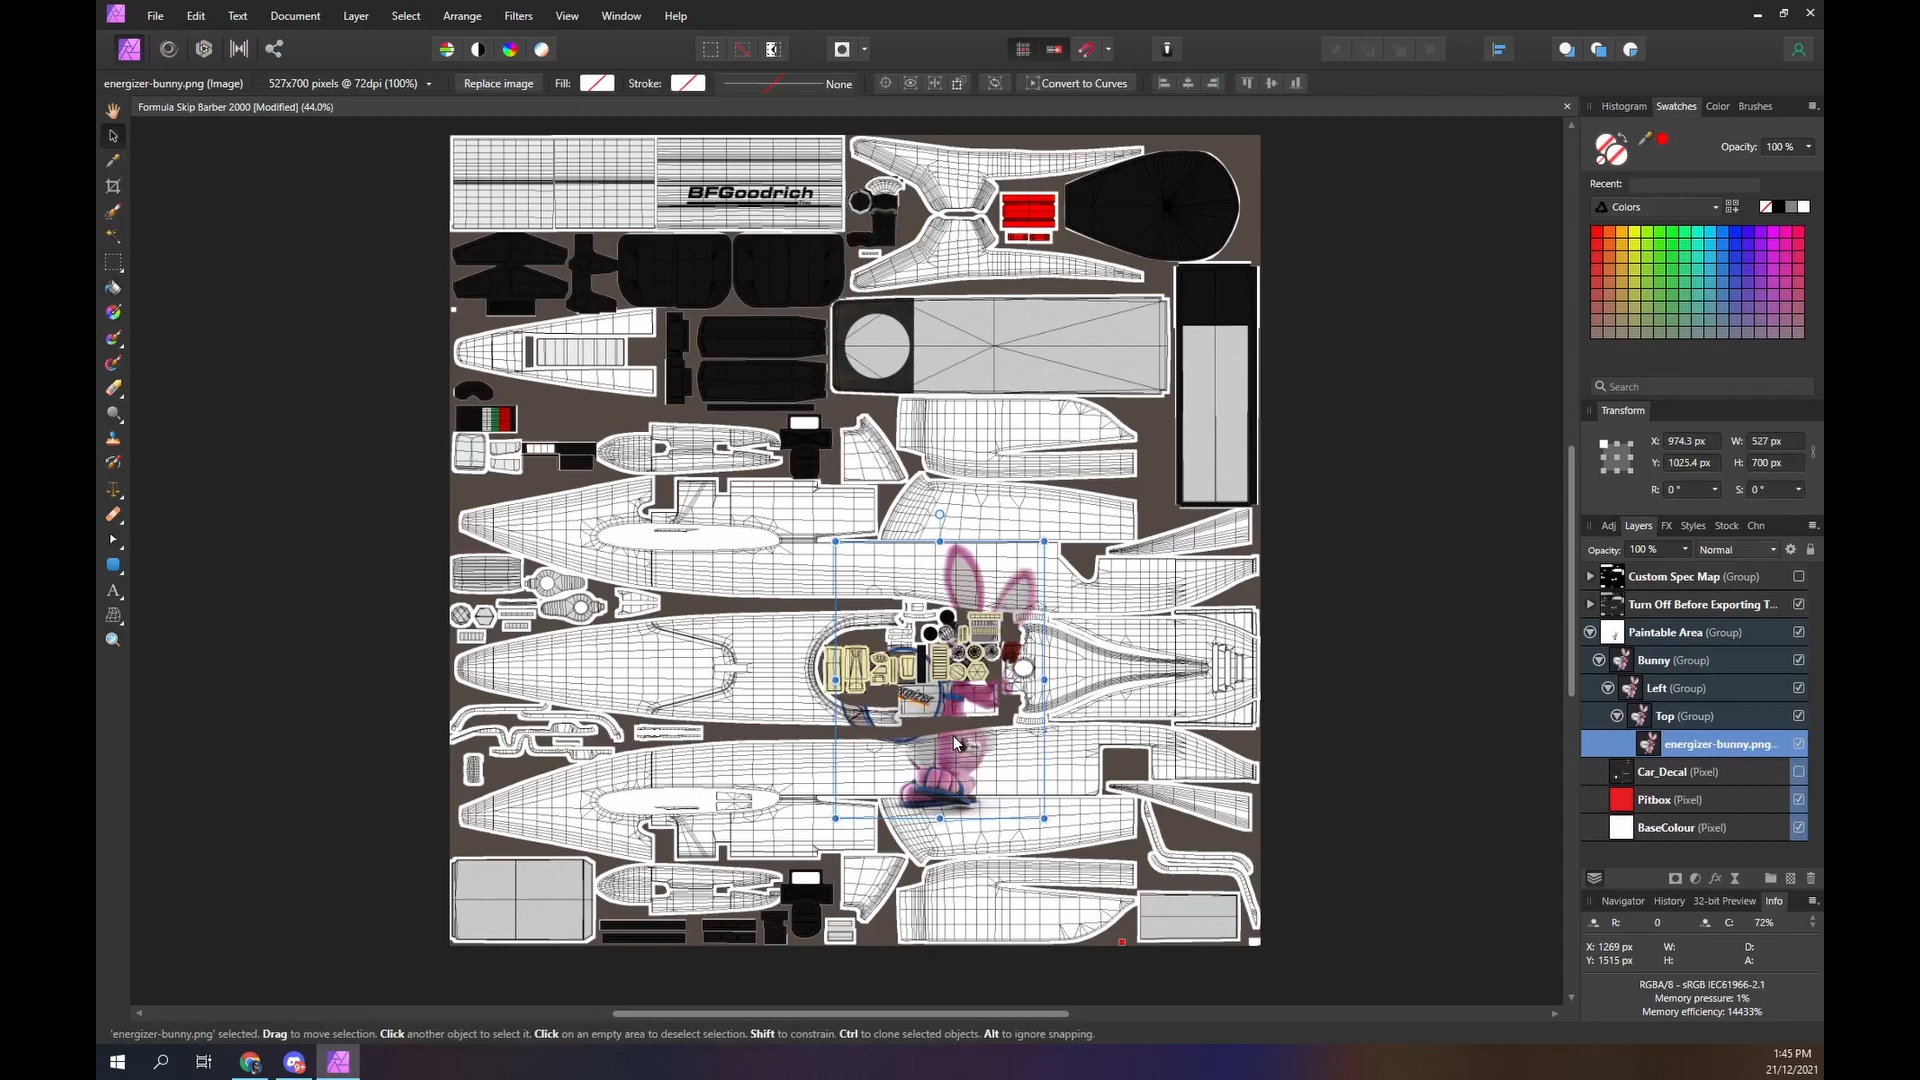 File Edit Text Document Layer Select Arrange Filters View Window Help
energizer-bunny.png (Image) 527x700 pixels @ 72dpi (100%) Replace image Fill: Stroke: None Convert to Curves
Formula Skip Barber 2000 [Modified] (44.0%)
Histogram Swatches Color Brushes
Opacity: 100 %
Recent:
Colors
BFGoodrich
Search
Transform
X: 974.3 px W: 527 px
Y: 1025.4 px H: 700 px
R: 0 ° S: 0 °
Adj Layers FX Styles Stock Chn
Opacity: 100 % Normal
Custom Spec Map (Group)
Turn Off Before Exporting T...
Paintable Area (Group)
Bunny (Group)
Left (Group)
Top (Group)
energizer-bunny.png...
Car_Decal (Pixel)
Pitbox (Pixel)
BaseColour (Pixel)
Navigator History 32-bit Preview Info
R: 0 C: 72%
X: 1269 px W: D:
Y: 1515 px H: A:
RGBA/8 - sRGB IEC61966-2.1
Memory pressure: 1%
Memory efficiency: 14433%
'energizer-bunny.png' selected. Drag to move selection. Click another object to select it. Click on an empty area to deselect selection. Shift to constrain. Ctrl to clone selected objects. Alt to ignore snapping.
1:45 PM
21/12/2021